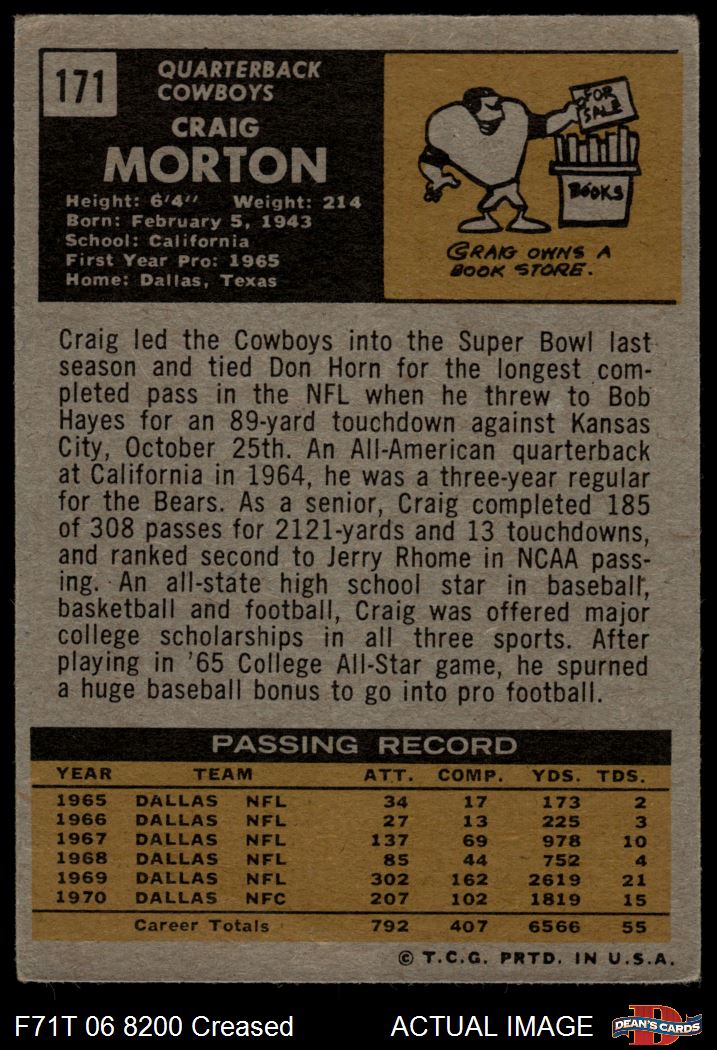 171
QUARTERBACK
COWBOYS
CRAIG
MORTON
Height: 6'4" Weight: 214
Born: February 5, 1943
School: California
First Year Pro: 1965
Home: Dallas, Texas
FOR
SALE
BOOKS
CRAIG OWNS A
BOOK STORE.
Craig led the Cowboys into the Super Bowl last
season and tied Don Horn for the longest com-
pleted pass in the NFL when he threw to Bob
Hayes for an 89-yard touchdown against Kansas
City, October 25th. An All-American quarterback
at California in 1964, he was a three-year regular
for the Bears. As a senior, Craig completed 185
of 308 passes for 2121-yards and 13 touchdowns,
and ranked second to Jerry Rhome in NCAA pass-
ing. An all-state high school star in baseball,
basketball and football, Craig was offered major
college scholarships in all three sports. After
playing in '65 College All-Star game, he spurned
a huge baseball bonus to go into pro football.
PASSING RECORD
YEAR TEAM ATT. COMP. YDS. TDS.
1965 DALLAS NFL 34 17 173 2
1966 DALLAS NFL 27 13 225 3
1967 DALLAS NFL 137 69 978 10
1968 DALLAS NFL 85 44 752 4
1969 DALLAS NFL 302 162 2619 21
1970 DALLAS NFC 207 102 1819 15
Career Totals 792 407 6566 55
© T.C.G. PRTD. IN U.S.A.
F71T 06 8200 Creased ACTUAL IMAGE
D
DEAN'S CARDS